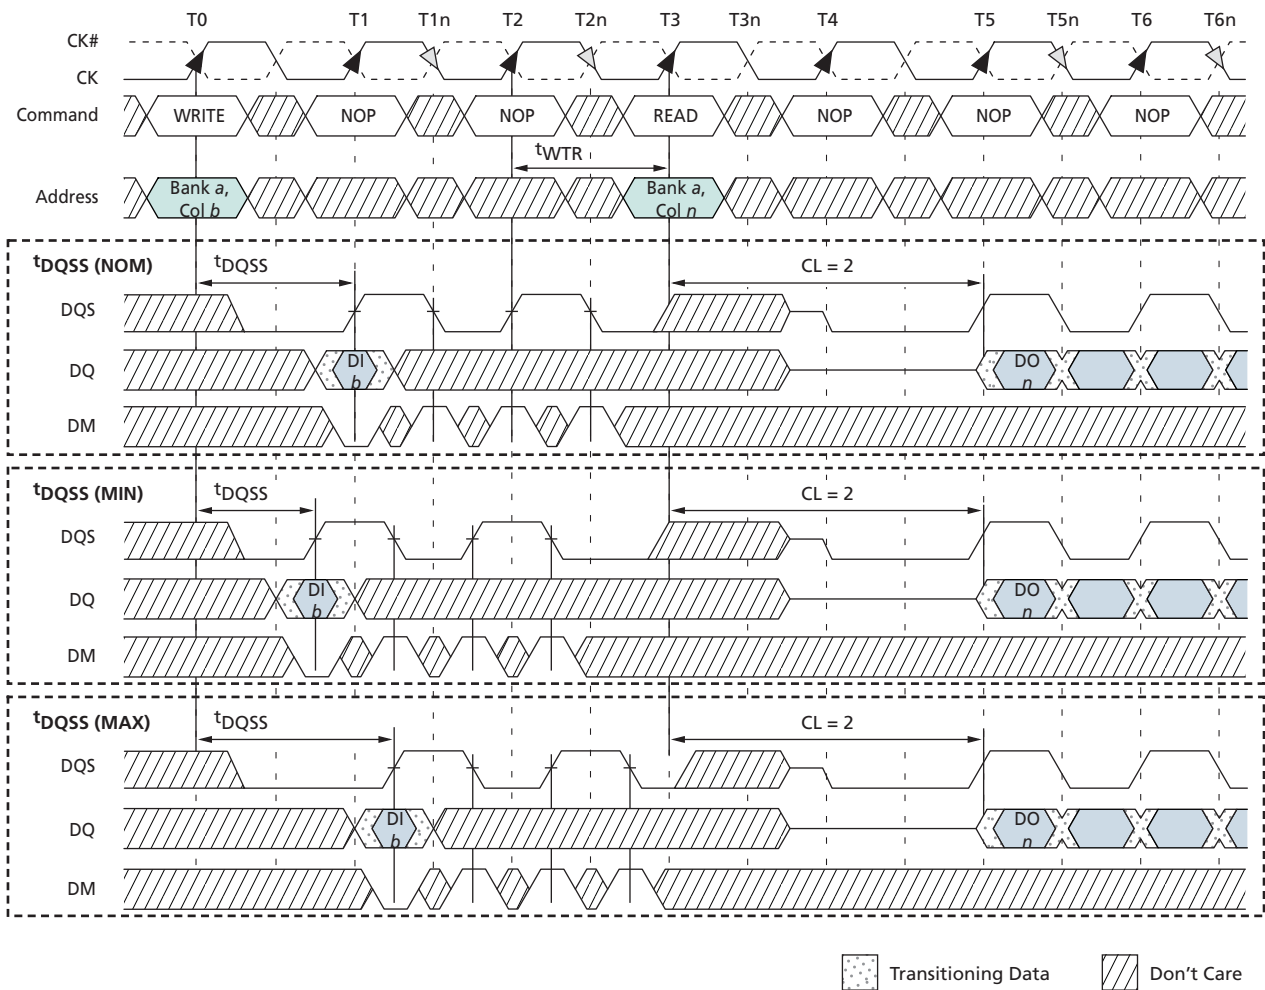 T0 T1 T1n T2 T2n T3 T3n T4 T5 T5n T6 T6n
CK#
CK
Command WRITE NOP NOP READ NOP NOP NOP
tWTR
Address Bank a, Col b Bank a, Col n
tDQSS (NOM) tDQSS CL = 2
DQS
DQ DI b DO n
DM
tDQSS (MIN) tDQSS CL = 2
DQS
DQ DI b DO n
DM
tDQSS (MAX) tDQSS CL = 2
DQS
DQ DI b DO n
DM
Transitioning Data Don't Care